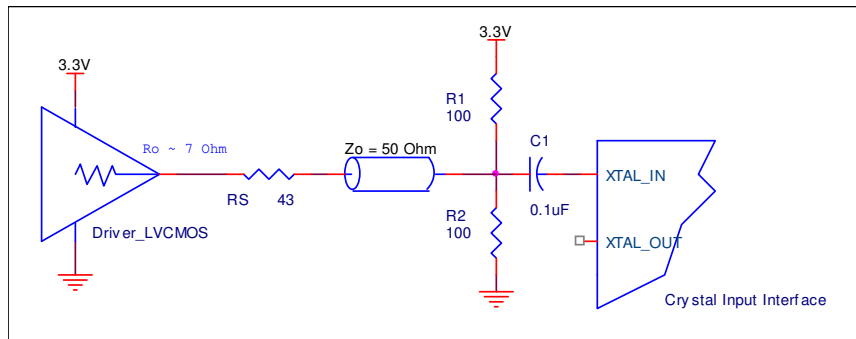 3.3V
3.3V
R1
100
C1
Ro ~ 7 Ohm
Zo = 50 Ohm
XTAL_IN
RS 43
0.1uF
R2
100
Driver_LVCMOS
XTAL_OUT
Crystal Input Interface